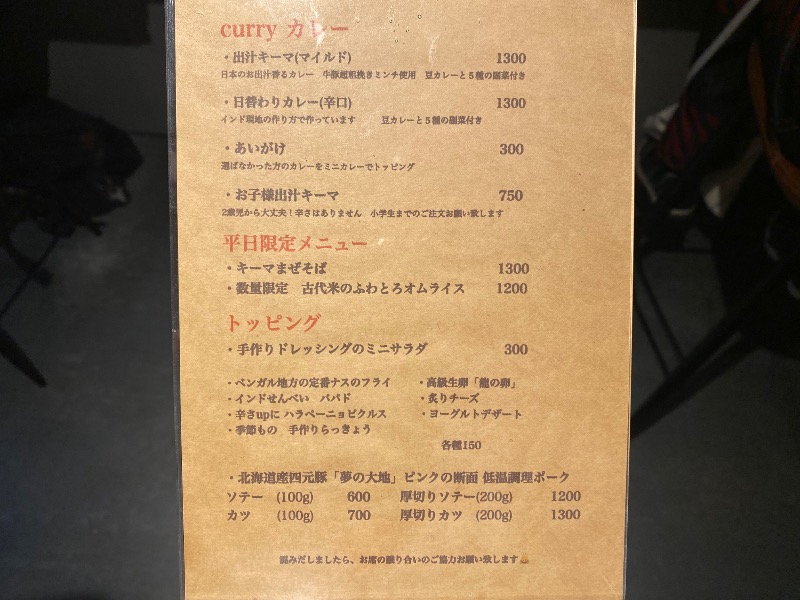 curry カレー
・出汁キーマ(マイルド) 1300
日本のお出汁香るカレー 牛豚超粗挽きミンチ使用 豆カレーと５種の副菜付き
・日替わりカレー(辛口) 1300
インド現地の作り方で作っています 豆カレーと５種の副菜付き
・あいがけ 300
選ばなかった方のカレーをミニカレーでトッピング
・お子様出汁キーマ 750
2歳児から大丈夫！辛さはありません 小学生までのご注文お願い致します
平日限定メニュー
・キーマまぜそば 1300
・数量限定 古代米のふわとろオムライス 1200
トッピング
・手作りドレッシングのミニサラダ 300
・ベンガル地方の定番ナスのフライ ・高級生卵「龍の卵」
・インドせんべい パパド ・炙りチーズ
・辛さupに ハラペーニョピクルス ・ヨーグルトデザート
・季節もの 手作りらっきょう
各種150
・北海道産四元豚「夢の大地」ピンクの断面 低温調理ポーク
ソテー (100g) 600 厚切りソテー(200g) 1200
カツ (100g) 700 厚切りカツ (200g) 1300
混みだしましたら、お席の譲り合いのご協力お願い致します🙇